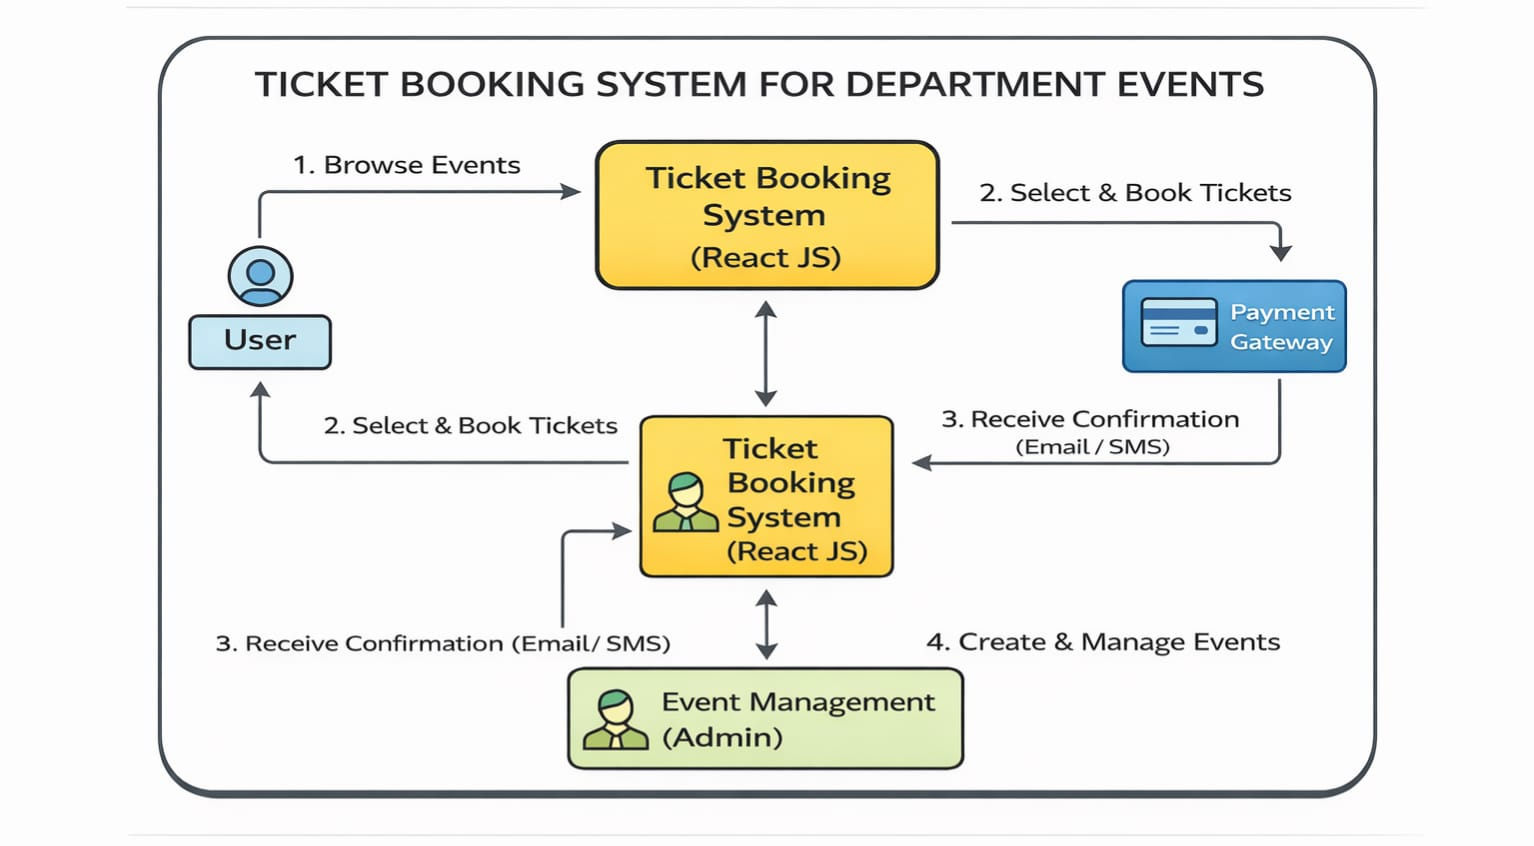 TICKET BOOKING SYSTEM FOR DEPARTMENT EVENTS
1. Browse Events
Ticket Booking
System
(React JS)
2. Select & Book Tickets
User
Payment
Gateway
2. Select & Book Tickets
3. Receive Confirmation
(Email / SMS)
Ticket
Booking
System
(React JS)
3. Receive Confirmation (Email/ SMS)
4. Create & Manage Events
Event Management
(Admin)